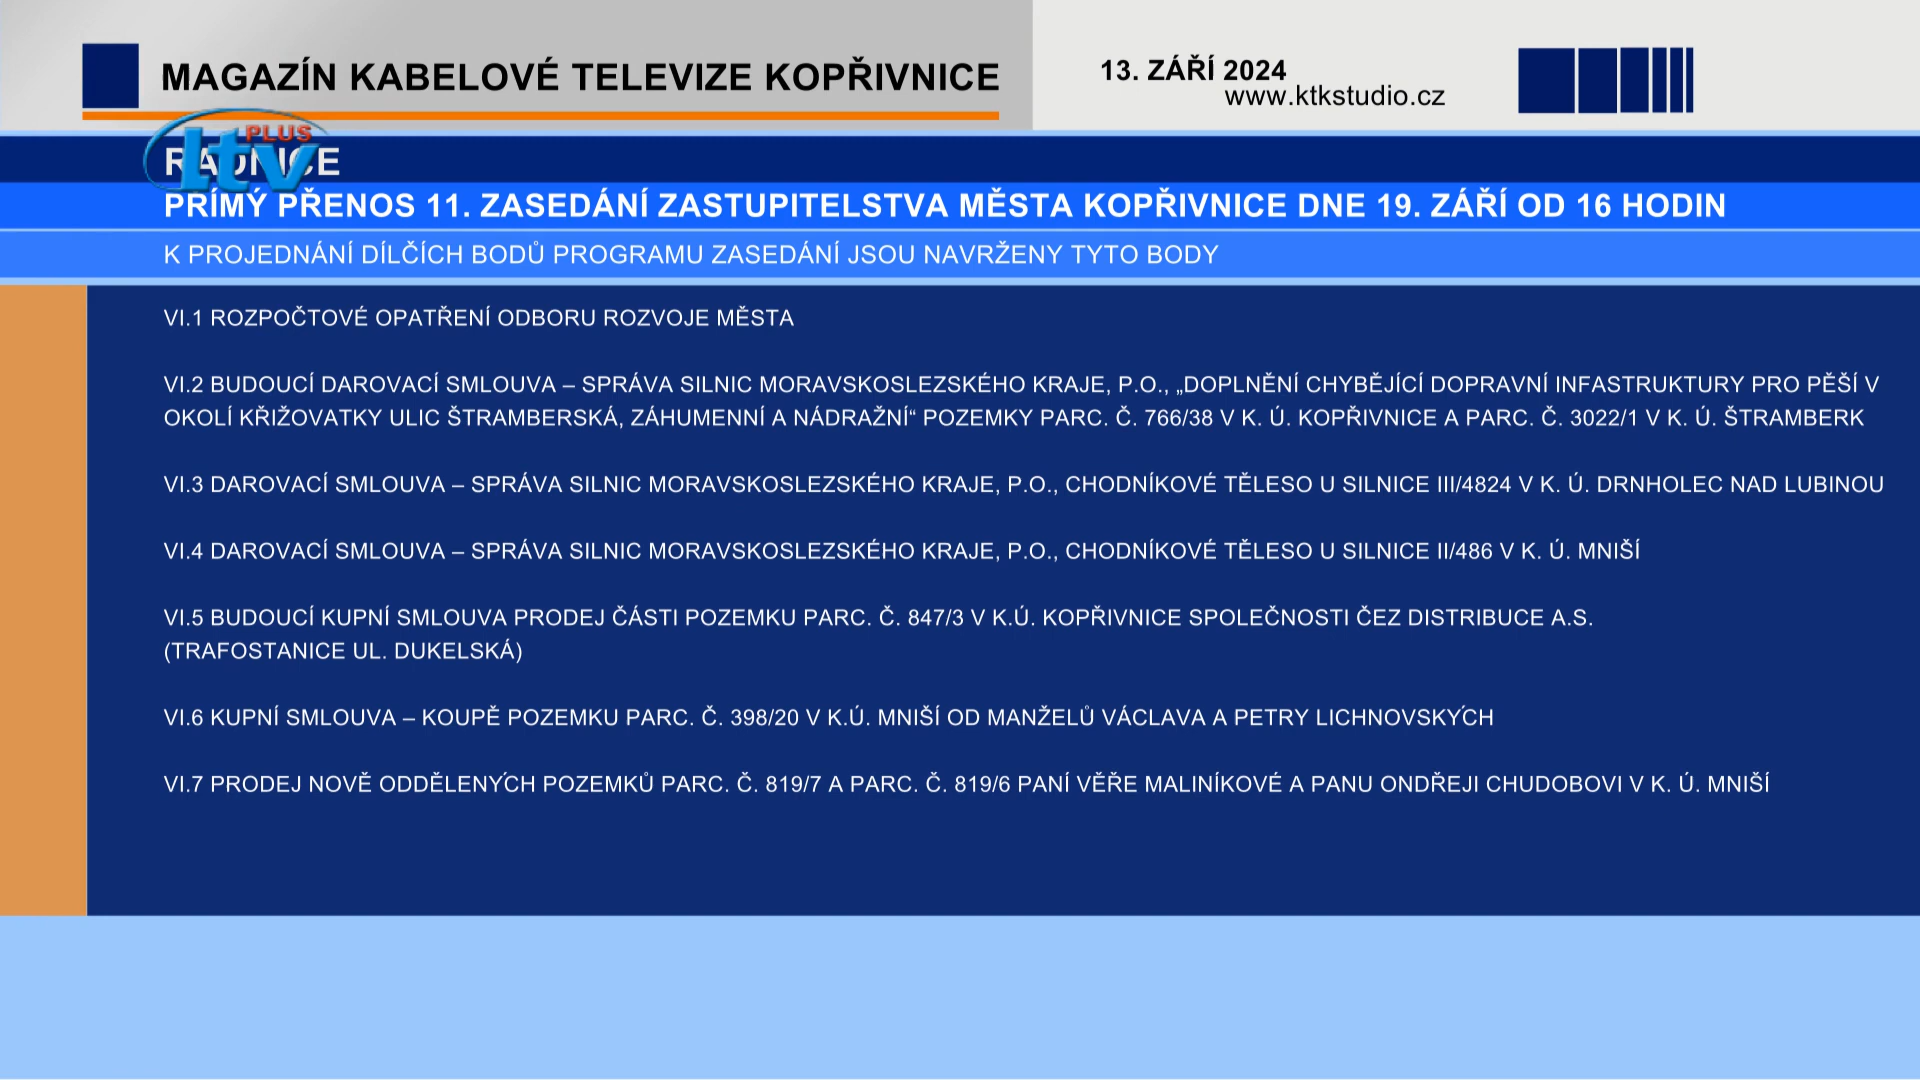 MAGAZÍN KABELOVÉ TELEVIZE KOPŘIVNICE
13. ZÁŘÍ 2024
www.ktkstudio.cz
PLUS
ltv
RADNICE
PRÍMÝ PŘENOS 11. ZASEDÁNÍ ZASTUPITELSTVA MĚSTA KOPŘIVNICE DNE 19. ZÁŘÍ OD 16 HODIN
K PROJEDNÁNÍ DÍLČÍCH BODŮ PROGRAMU ZASEDÁNÍ JSOU NAVRŽENY TYTO BODY
VI.1 ROZPOČTOVÉ OPATŘENÍ ODBORU ROZVOJE MĚSTA
VI.2 BUDOUCÍ DAROVACÍ SMLOUVA – SPRÁVA SILNIC MORAVSKOSLEZSKÉHO KRAJE, P.O., „DOPLNĚNÍ CHYBĚJÍCÍ DOPRAVNÍ INFASTRUKTURY PRO PĚŠÍ V
OKOLÍ KŘIŽOVATKY ULIC ŠTRAMBERSKÁ, ZÁHUMENNÍ A NÁDRAŽNÍ“ POZEMKY PARC. Č. 766/38 V K. Ú. KOPŘIVNICE A PARC. Č. 3022/1 V K. Ú. ŠTRAMBERK
VI.3 DAROVACÍ SMLOUVA – SPRÁVA SILNIC MORAVSKOSLEZSKÉHO KRAJE, P.O., CHODNÍKOVÉ TĚLESO U SILNICE III/4824 V K. Ú. DRNHOLEC NAD LUBINOU
VI.4 DAROVACÍ SMLOUVA – SPRÁVA SILNIC MORAVSKOSLEZSKÉHO KRAJE, P.O., CHODNÍKOVÉ TĚLESO U SILNICE II/486 V K. Ú. MNIŠÍ
VI.5 BUDOUCÍ KUPNÍ SMLOUVA PRODEJ ČÁSTI POZEMKU PARC. Č. 847/3 V K.Ú. KOPŘIVNICE SPOLEČNOSTI ČEZ DISTRIBUCE A.S.
(TRAFOSTANICE UL. DUKELSKÁ)
VI.6 KUPNÍ SMLOUVA – KOUPĚ POZEMKU PARC. Č. 398/20 V K.Ú. MNIŠÍ OD MANŽELŮ VÁCLAVA A PETRY LICHNOVSKÝCH
VI.7 PRODEJ NOVĚ ODDĚLENÝCH POZEMKŮ PARC. Č. 819/7 A PARC. Č. 819/6 PANÍ VĚŘE MALINÍKOVÉ A PANU ONDŘEJI CHUDOBOVI V K. Ú. MNIŠÍ